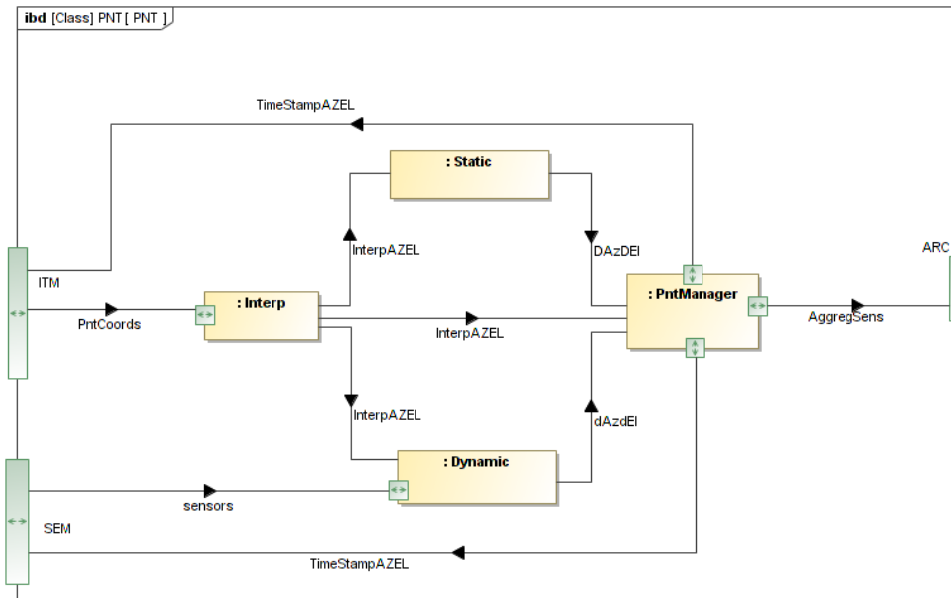 ibd [Class] PNT [ PNT ]
TimeStampAZEL
: Static
InterpAZEL
DAzDEl
ARC
ITM
: Interp
: PntManager
PntCoords
InterpAZEL
AggregSens
InterpAZEL
dAzdEl
: Dynamic
sensors
SEM
TimeStampAZEL